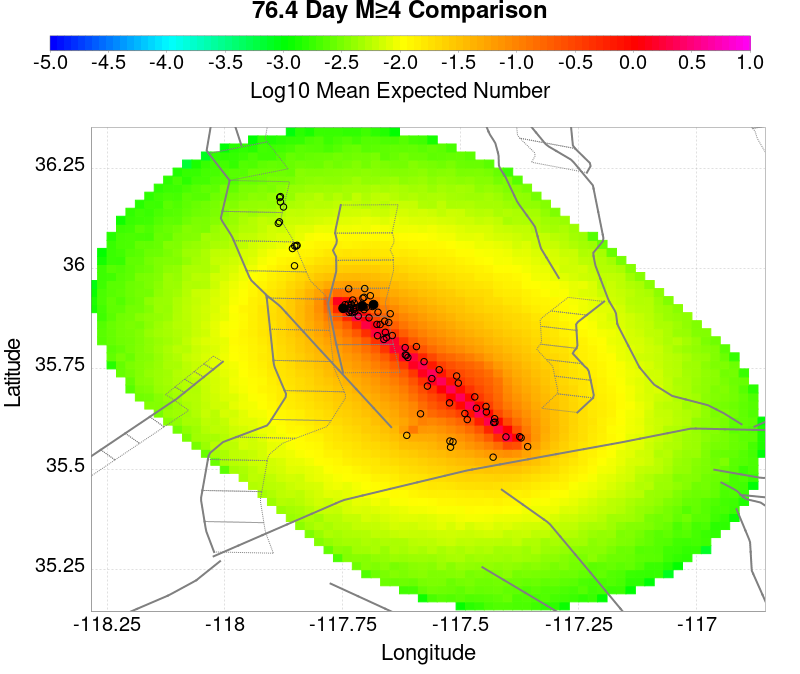 76.4 Day M≥4 Comparison
-5.0 -4.5 -4.0 -3.5 -3.0 -2.5 -2.0 -1.5 -1.0 -0.5 0.0 0.5 1.0
Log10 Mean Expected Number
36.25
36
35.75
35.5
35.25
Latitude
-118.25 -118 -117.75 -117.5 -117.25 -117
Longitude